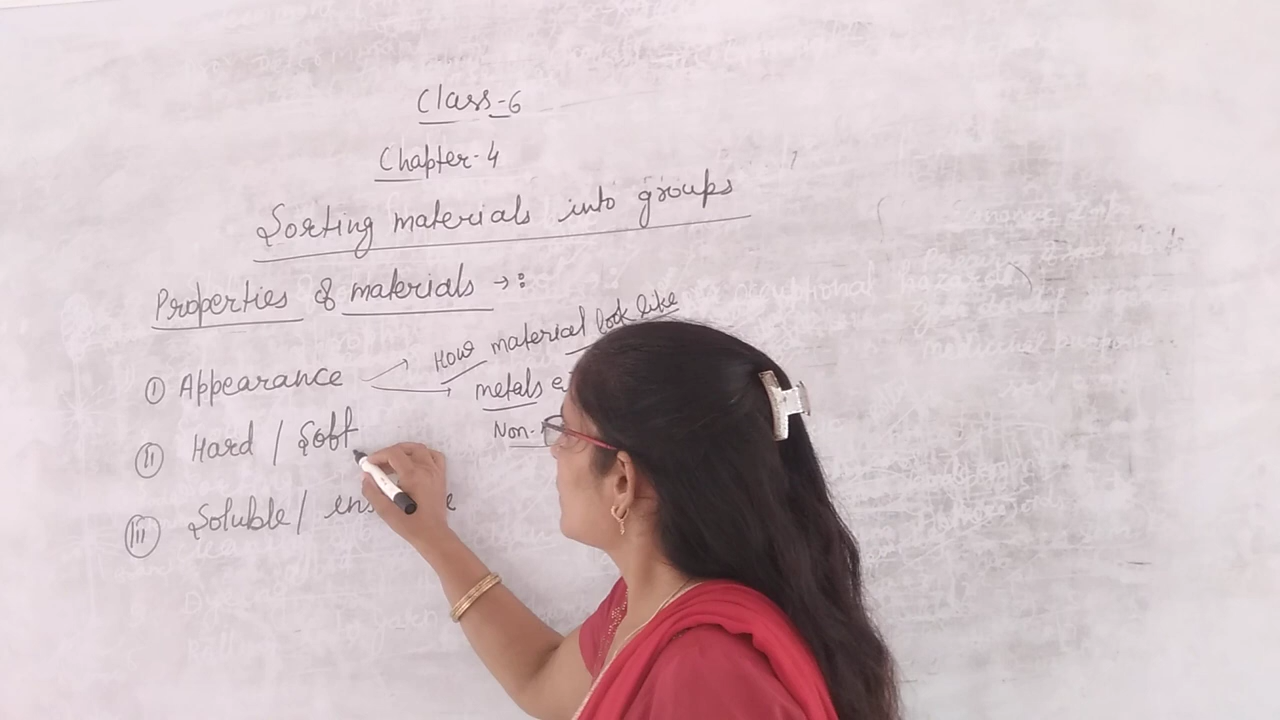 Class-6
Chapter-4
Sorting materials into groups
Properties of materials →:
(i) Appearance → How material look like
→ metals
Non-
(ii) Hard / Soft
(iii) Soluble /